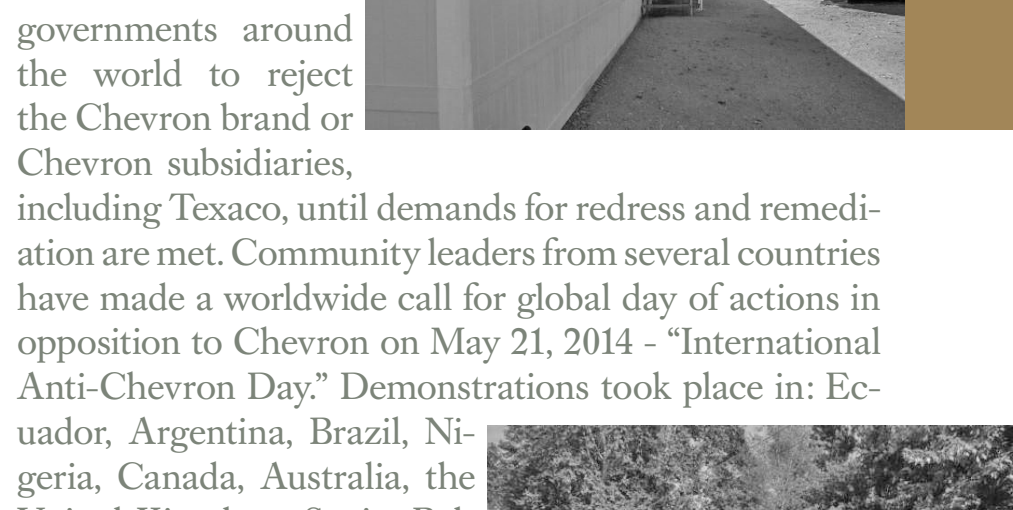 governments around
the world to reject
the Chevron brand or
Chevron subsidiaries,
including Texaco, until demands for redress and remedi-
ation are met. Community leaders from several countries
have made a worldwide call for global day of actions in
opposition to Chevron on May 21, 2014 - “International
Anti-Chevron Day.” Demonstrations took place in: Ec-
uador, Argentina, Brazil, Ni-
geria, Canada, Australia, the